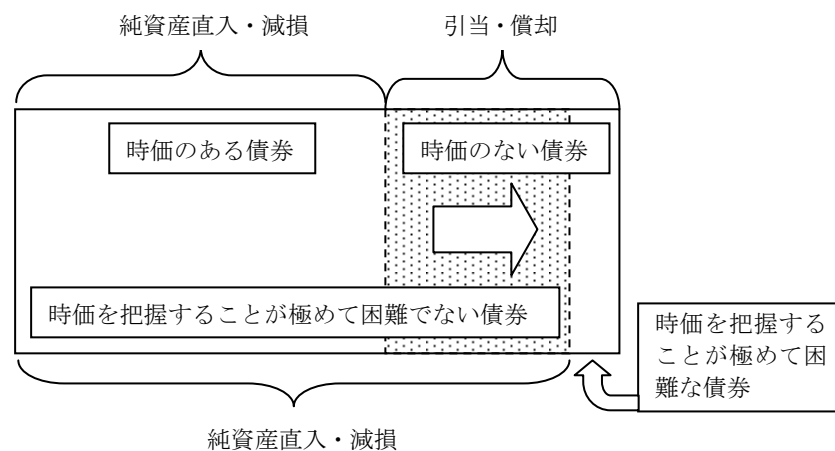 純資産直入・減損
引当・償却
時価のある債券
時価のない債券
時価を把握することが極めて困難でない債券
時価を把握する
ことが極めて困
難な債券
純資産直入・減損